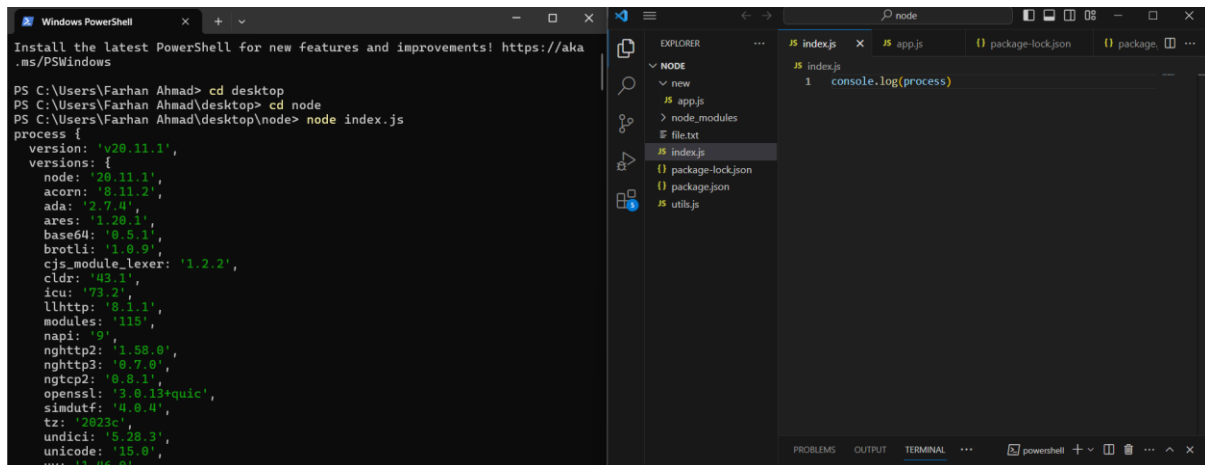 Windows PowerShell
Install the latest PowerShell for new features and improvements! https://aka
.ms/PSWindows
PS C:\Users\Farhan Ahmad> cd desktop
PS C:\Users\Farhan Ahmad\desktop> cd node
PS C:\Users\Farhan Ahmad\desktop\node> node index.js
process {
  version: 'v20.11.1',
  versions: {
    node: '20.11.1',
    acorn: '8.11.2',
    ada: '2.7.4',
    ares: '1.20.1',
    base64: '0.5.1',
    brotli: '1.0.9',
    cjs_module_lexer: '1.2.2',
    cldr: '43.1',
    icu: '73.2',
    llhttp: '8.1.1',
    modules: '115',
    napi: '9',
    nghttp2: '1.58.0',
    nghttp3: '0.7.0',
    ngtcp2: '0.8.1',
    openssl: '3.0.13+quic',
    simdutf: '4.0.4',
    tz: '2023c',
    undici: '5.28.3',
    unicode: '15.0',
node
EXPLORER
NODE
new
JS app.js
node_modules
file.txt
JS index.js
{} package-lock.json
{} package.json
JS utils.js
5
JS index.js
JS app.js
{} package-lock.json
{} package.
JS index.js
1 console.log(process)
PROBLEMS OUTPUT TERMINAL
powershell